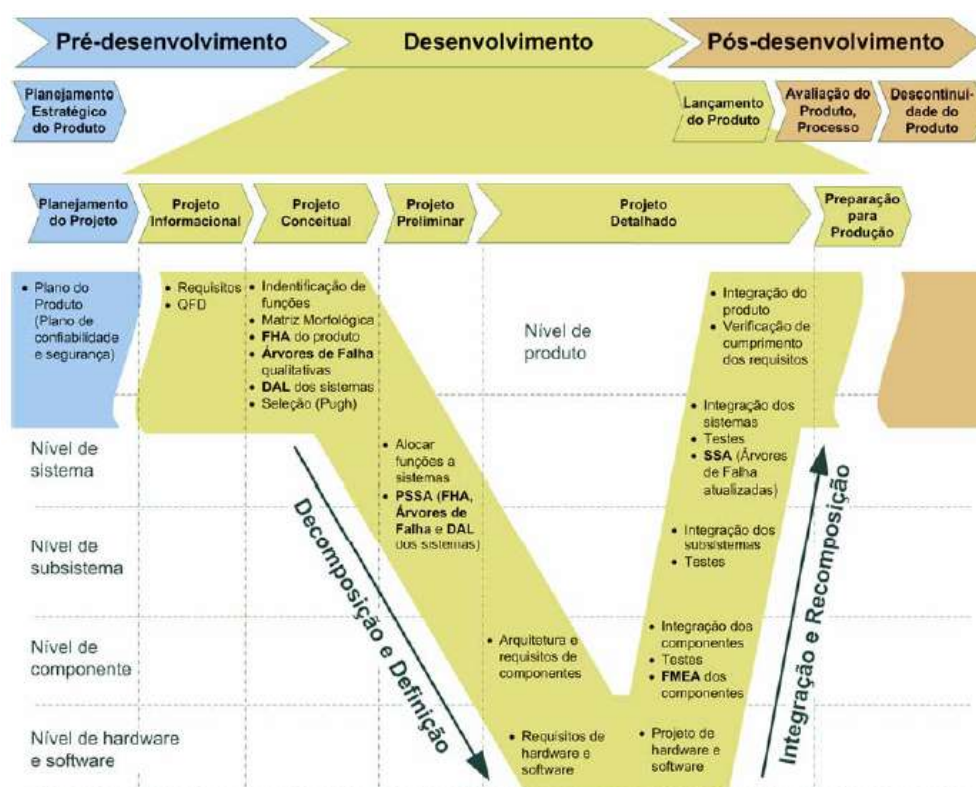 Pré-desenvolvimento
Desenvolvimento
Pós-desenvolvimento
Planejamento
Estratégico
do Produto
Lançamento
do Produto
Avaliação do
Produto,
Processo
Descontinui-
dade do
Produto
Planejamento
do Projeto
Projeto
Informacional
Projeto
Conceitual
Projeto
Preliminar
Projeto
Detalhado
Preparação
para
Produção
• Plano do
Produto
(Plano de
confiabilidade
e segurança)
• Requisitos
• QFD
• Indentificação de
funções
• Matriz Morfológica
• FHA do produto
• Árvores de Falha
qualitativas
• DAL dos sistemas
• Seleção (Pugh)
Nível de
produto
• Integração do
produto
• Verificação de
cumprimento
dos requisitos
Nível de
sistema
• Alocar
funções a
sistemas
• PSSA (FHA,
Árvores de
Falha e DAL
dos sistemas)
• Integração dos
sistemas
• Testes
• SSA (Árvores
de Falha
atualizadas)
Nível de
subsistema
• Integração dos
subsistemas
• Testes
Decomposição e Definição
Integração e Recomposição
Nível de
componente
• Arquitetura e
requisitos de
componentes
• Integração dos
componentes
• Testes
• FMEA dos
componentes
Nível de hardware
e software
• Requisitos de
hardware e
software
• Projeto de
hardware e
software